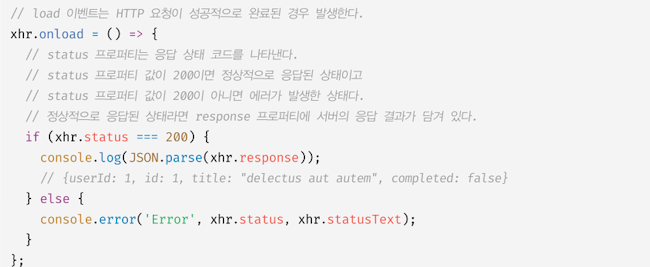 // load 이벤트는 HTTP 요청이 성공적으로 완료된 경우 발생한다.
xhr.onload = () => {
  // status 프로퍼티는 응답 상태 코드를 나타낸다.
  // status 프로퍼티 값이 200이면 정상적으로 응답된 상태이고
  // status 프로퍼티 값이 200이 아니면 에러가 발생한 상태다.
  // 정상적으로 응답된 상태라면 response 프로퍼티에 서버의 응답 결과가 담겨 있다.
  if (xhr.status === 200) {
    console.log(JSON.parse(xhr.response));
    // {userId: 1, id: 1, title: "delectus aut autem", completed: false}
  } else {
    console.error('Error', xhr.status, xhr.statusText);
  }
};